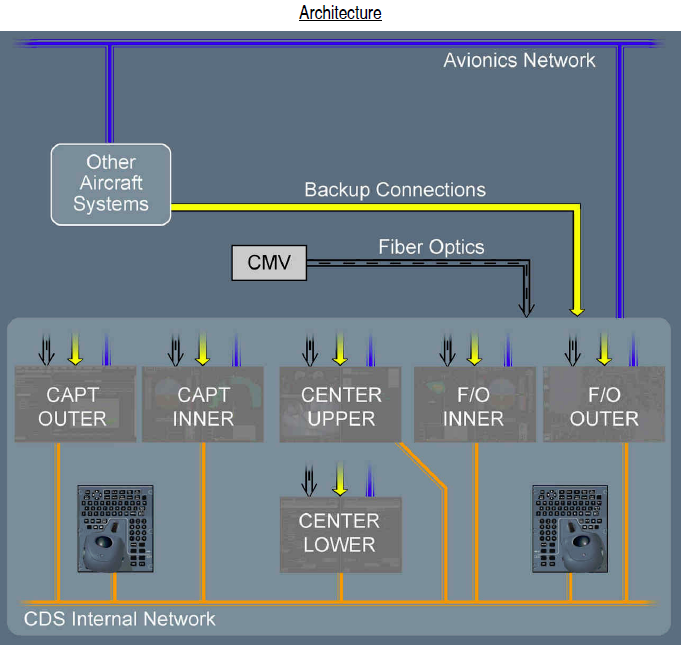 Architecture
Avionics Network
Other
Aircraft
Systems
Backup Connections
Fiber Optics
CMV
CAPT
OUTER
CAPT
INNER
CENTER
UPPER
F/O
INNER
F/O
OUTER
CENTER
LOWER
CDS Internal Network